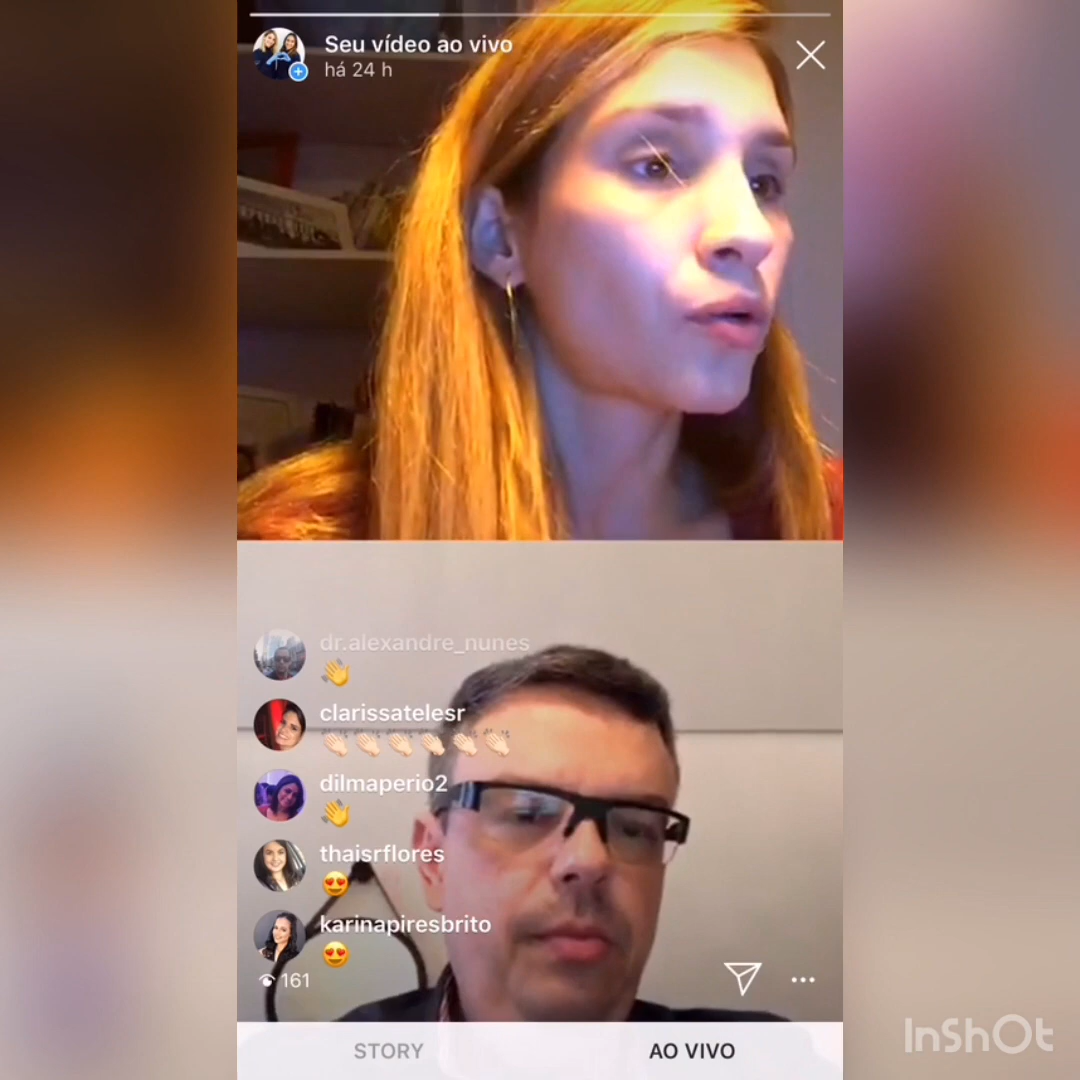 Seu vídeo ao vivo
há 24 h
dr.alexandre_nunes
clarissatelesr
dilmaperio2
thaisrflores
karinapiresbrito
161
STORY
AO VIVO
InShOt